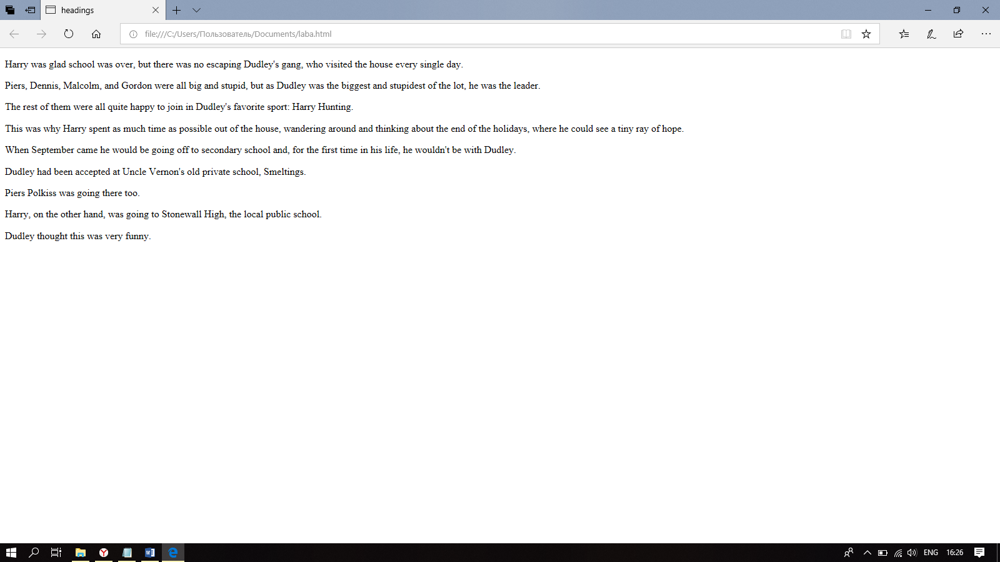 headings
file:///C:/Users/Пользователь/Documents/laba.html
Harry was glad school was over, but there was no escaping Dudley's gang, who visited the house every single day.
Piers, Dennis, Malcolm, and Gordon were all big and stupid, but as Dudley was the biggest and stupidest of the lot, he was the leader.
The rest of them were all quite happy to join in Dudley's favorite sport: Harry Hunting.
This was why Harry spent as much time as possible out of the house, wandering around and thinking about the end of the holidays, where he could see a tiny ray of hope.
When September came he would be going off to secondary school and, for the first time in his life, he wouldn't be with Dudley.
Dudley had been accepted at Uncle Vernon's old private school, Smeltings.
Piers Polkiss was going there too.
Harry, on the other hand, was going to Stonewall High, the local public school.
Dudley thought this was very funny.
ENG 16:26